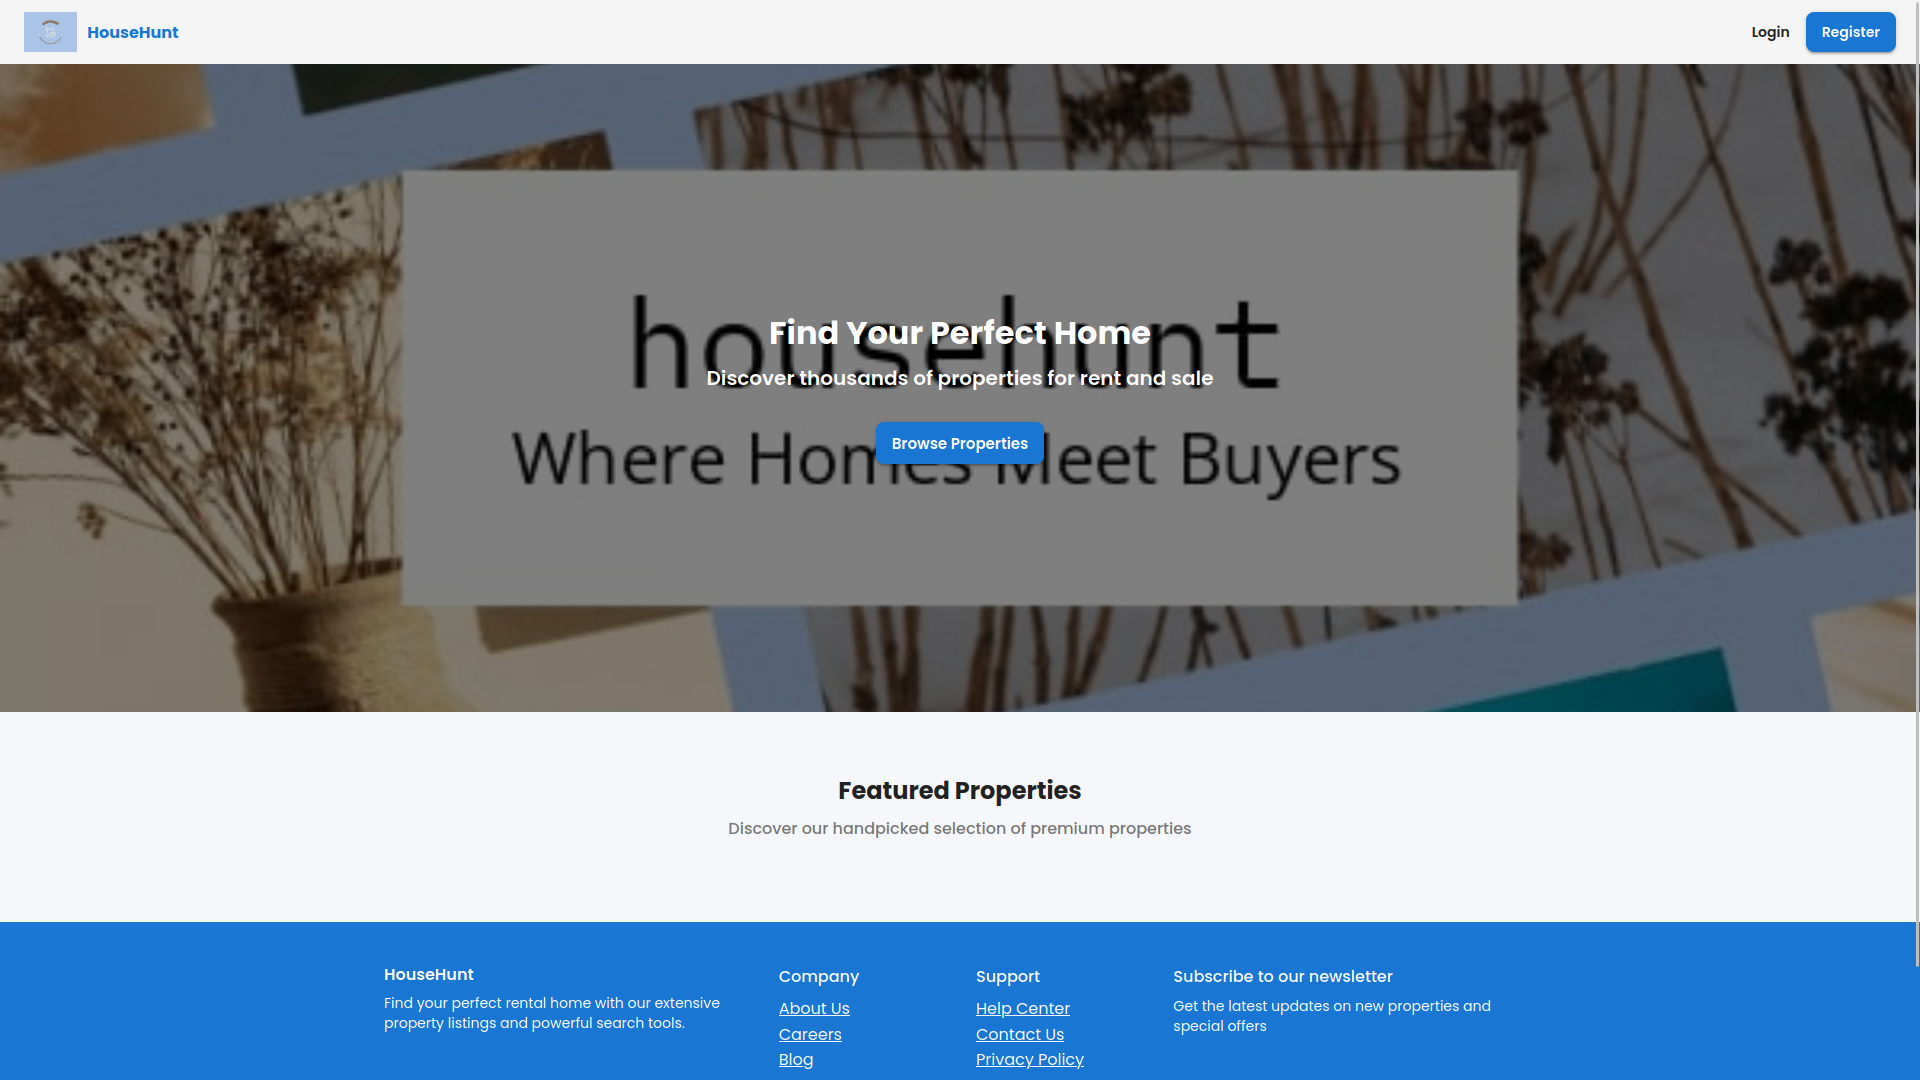 HouseHunt
Login
Register
househunt
Find Your Perfect Home
Discover thousands of properties for rent and sale
Browse Properties
Where Homes Meet Buyers
Featured Properties
Discover our handpicked selection of premium properties
HouseHunt
Find your perfect rental home with our extensive
property listings and powerful search tools.
Company
About Us
Careers
Blog
Support
Help Center
Contact Us
Privacy Policy
Subscribe to our newsletter
Get the latest updates on new properties and
special offers